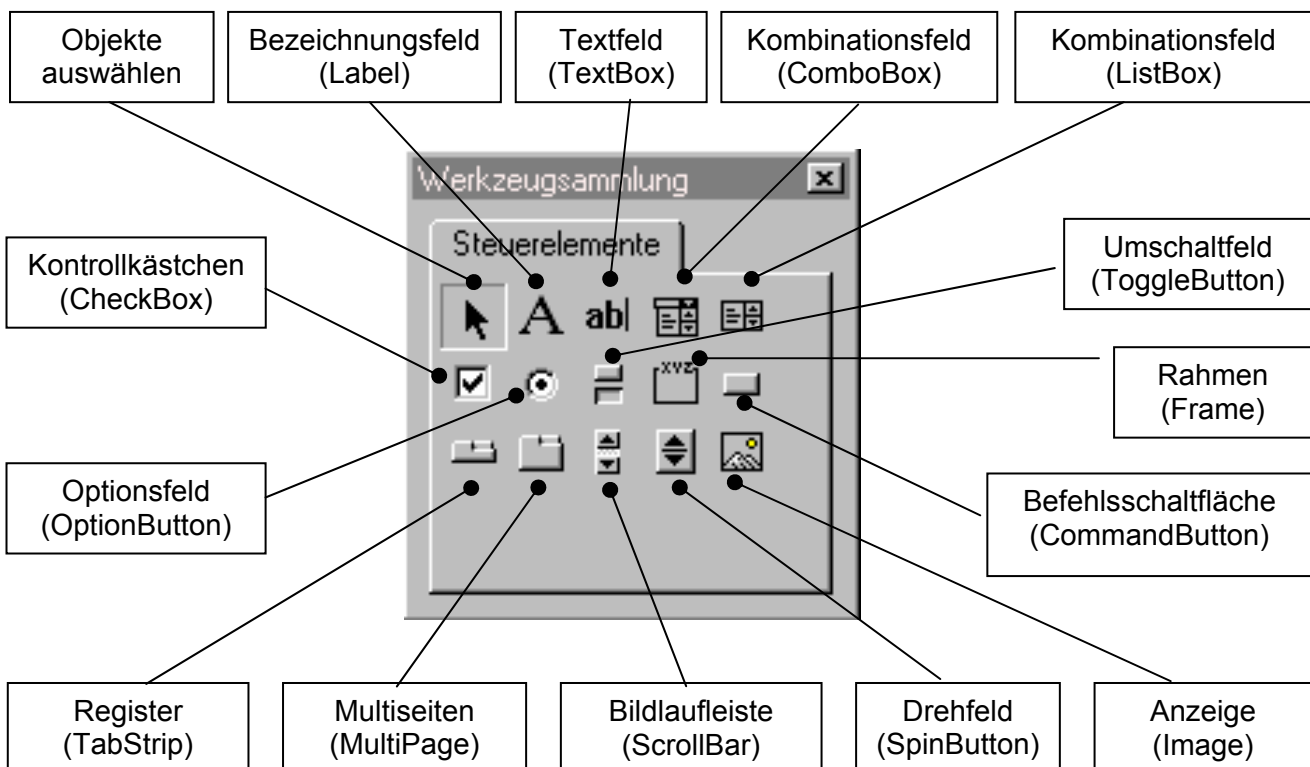 Objekte
auswählen
Bezeichnungsfeld
(Label)
Textfeld
(TextBox)
Kombinationsfeld
(ComboBox)
Kombinationsfeld
(ListBox)
Werkzeugsammlung
Steuerelemente
Kontrollkästchen
(CheckBox)
Umschaltfeld
(ToggleButton)
A
ab
XYZ
Rahmen
(Frame)
Optionsfeld
(OptionButton)
Befehlsschaltfläche
(CommandButton)
Register
(TabStrip)
Multiseiten
(MultiPage)
Bildlaufleiste
(ScrollBar)
Drehfeld
(SpinButton)
Anzeige
(Image)